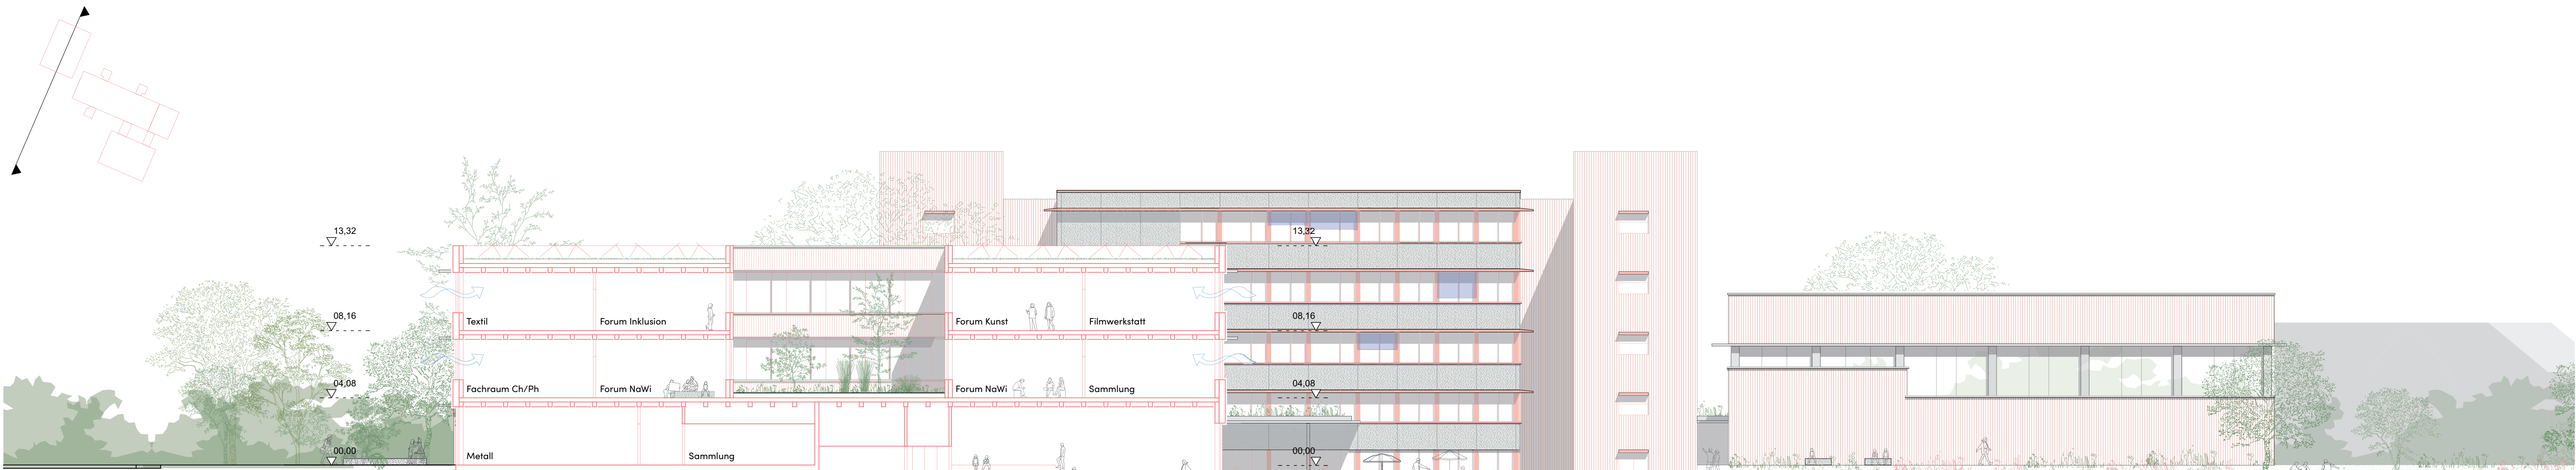 13,32
13,32
08,16
Textil
Forum Inklusion
Forum Kunst
Filmwerkstatt
08,16
04,08
Fachraum Ch/Ph
Forum NaWi
Forum NaWi
Sammlung
04,08
00,00
Metall
Sammlung
00,00